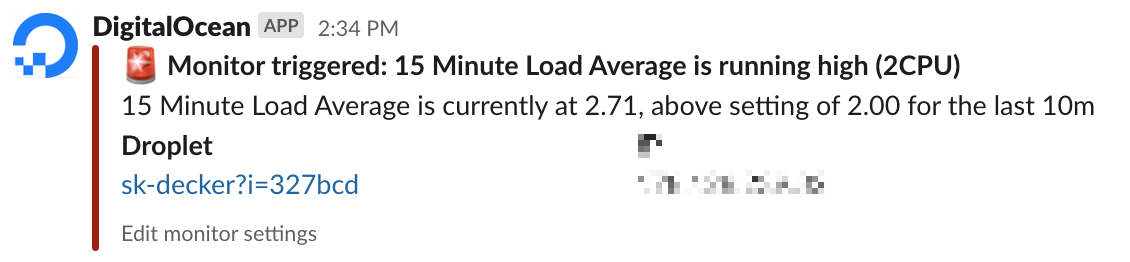 DigitalOcean APP 2:34 PM
Monitor triggered: 15 Minute Load Average is running high (2CPU)
15 Minute Load Average is currently at 2.71, above setting of 2.00 for the last 10m
Droplet
sk-decker?i=327bcd
Edit monitor settings